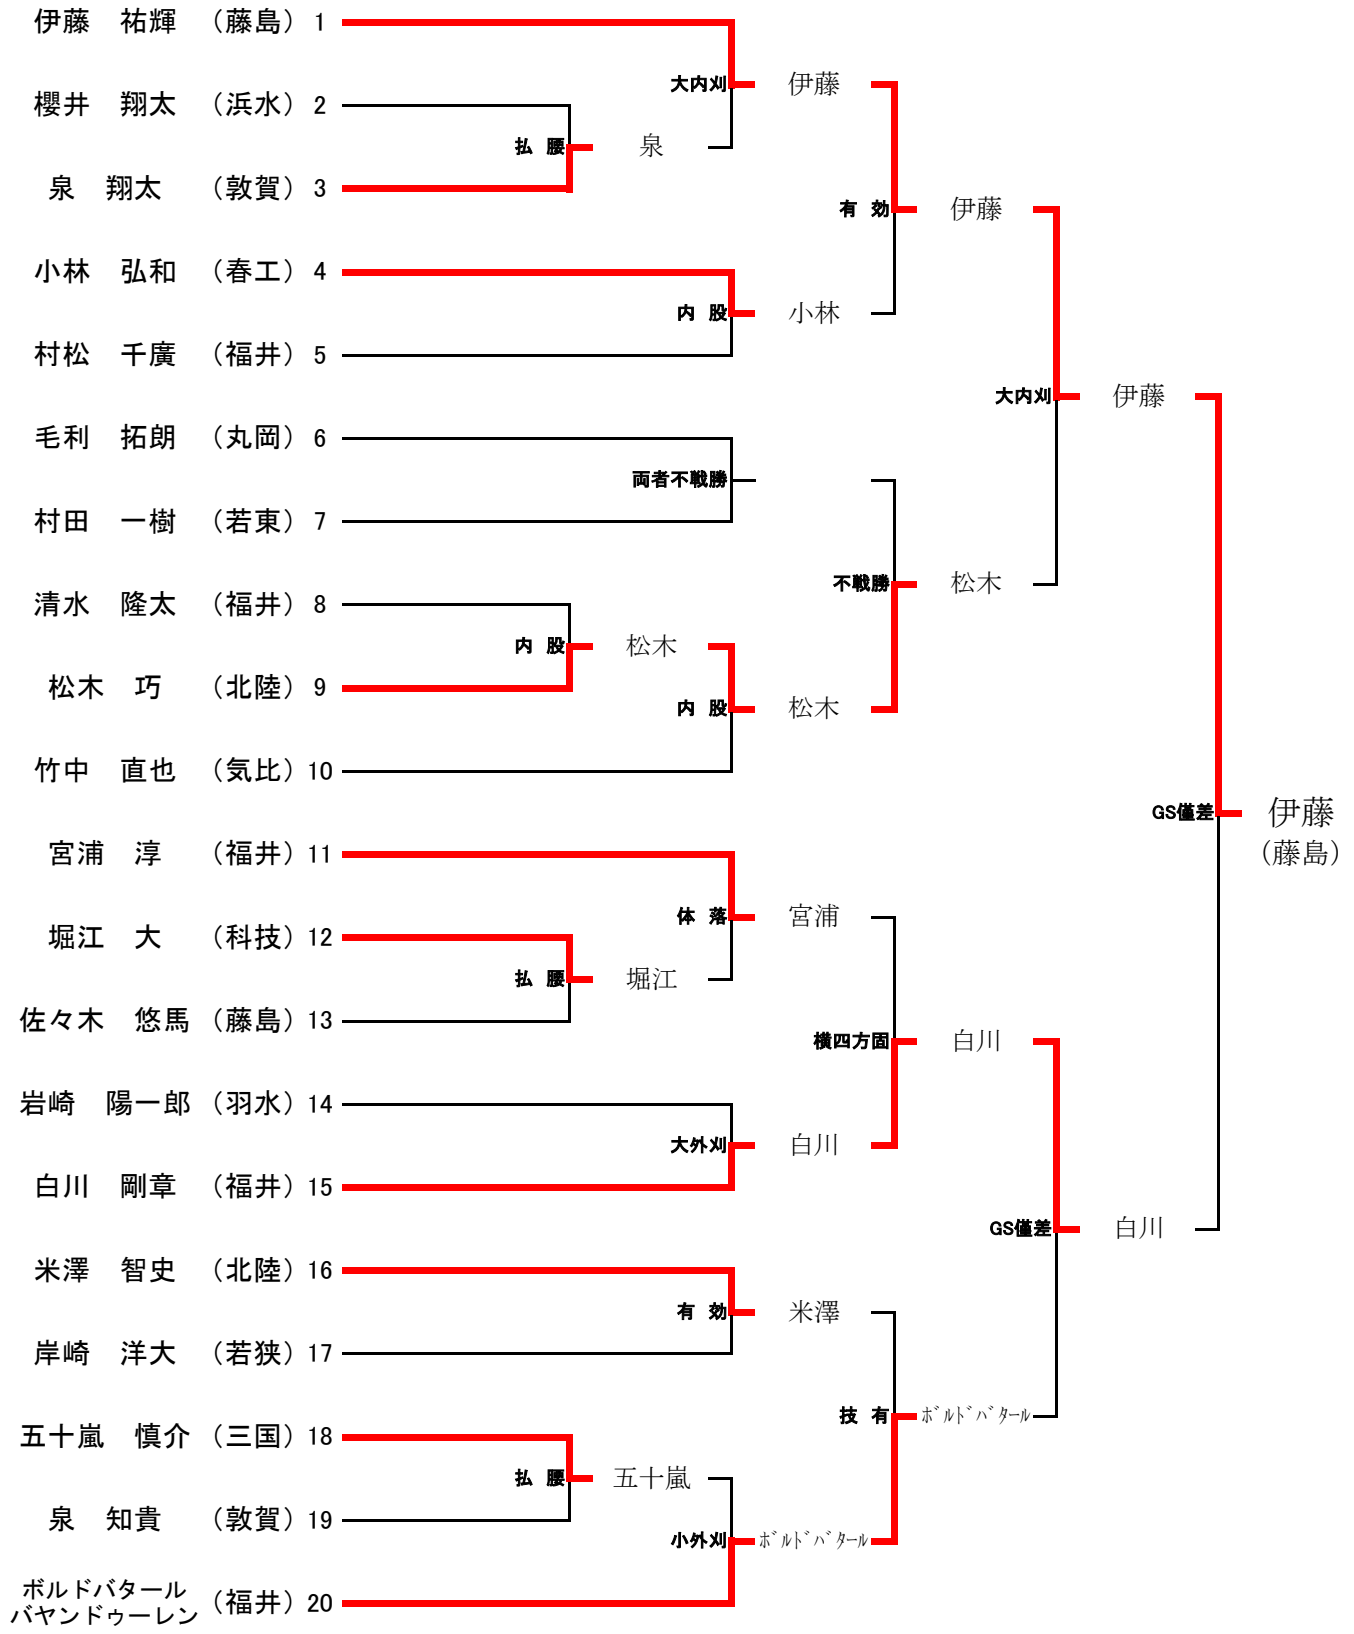 伊藤　祐輝　（藤島） 1
大内刈　伊藤
櫻井　翔太　（浜水） 2
払 腰　泉
泉　翔太　（敦賀） 3
有 効　伊藤
小林　弘和　（春工） 4
内 股　小林
村松　千廣　（福井） 5
大内刈　伊藤
毛利　拓朗　（丸岡） 6
両者不戦勝
村田　一樹　（若東） 7
不戦勝　松木
清水　隆太　（福井） 8
内 股　松木
松木　巧　（北陸） 9
内 股　松木
竹中　直也　（気比） 10
GS僅差　伊藤
（藤島）
宮浦　淳　（福井） 11
体 落　宮浦
堀江　大　（科技） 12
払 腰　堀江
佐々木　悠馬　（藤島） 13
横四方固　白川
岩崎　陽一郎　（羽水） 14
大外刈　白川
白川　剛章　（福井） 15
GS僅差　白川
米澤　智史　（北陸） 16
有 効　米澤
岸崎　洋大　（若狭） 17
技 有　ﾎﾞﾙﾄﾞﾊﾞﾀｰﾙ
五十嵐　慎介　（三国） 18
払 腰　五十嵐
泉　知貴　（敦賀） 19
小外刈　ﾎﾞﾙﾄﾞﾊﾞﾀｰﾙ
ボルドバタール
バヤンドゥーレン　（福井） 20